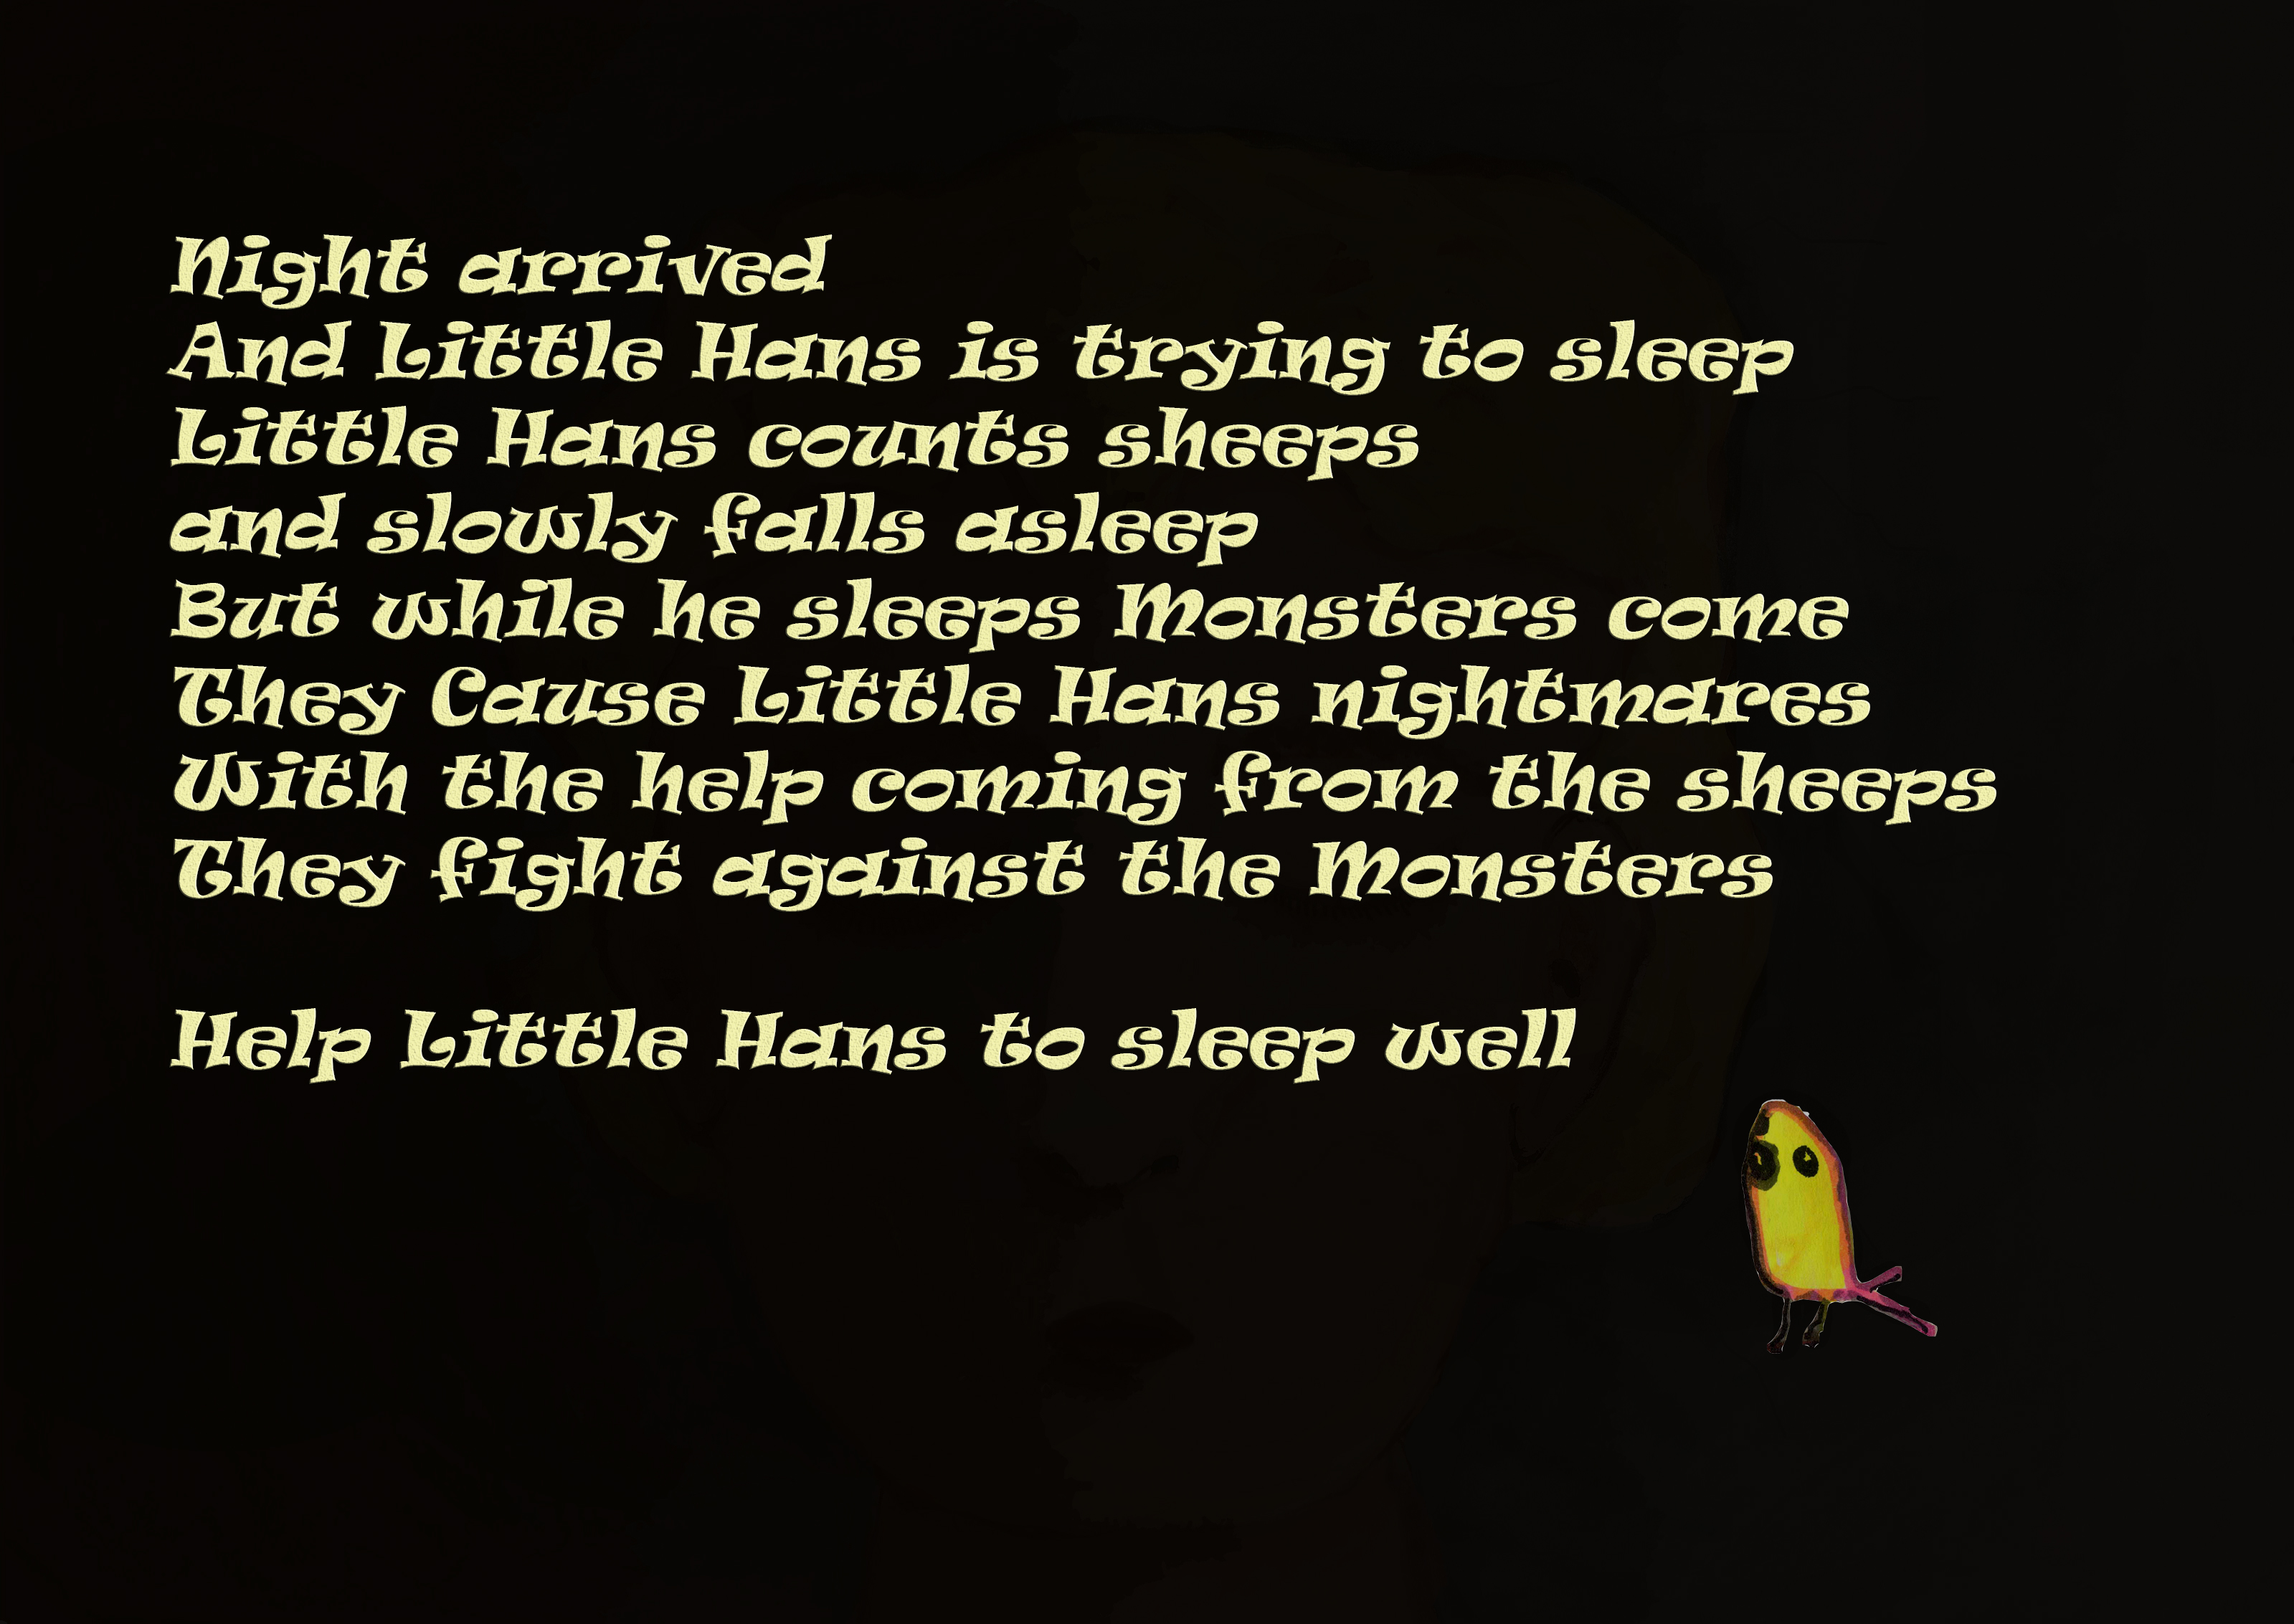 Night arrived
And Little Hans is trying to sleep
Little Hans counts sheeps
and slowly falls asleep
But while he sleeps Monsters come
They Cause Little Hans nightmares
With the help coming from the sheeps
They fight against the Monsters
Help Little Hans to sleep well